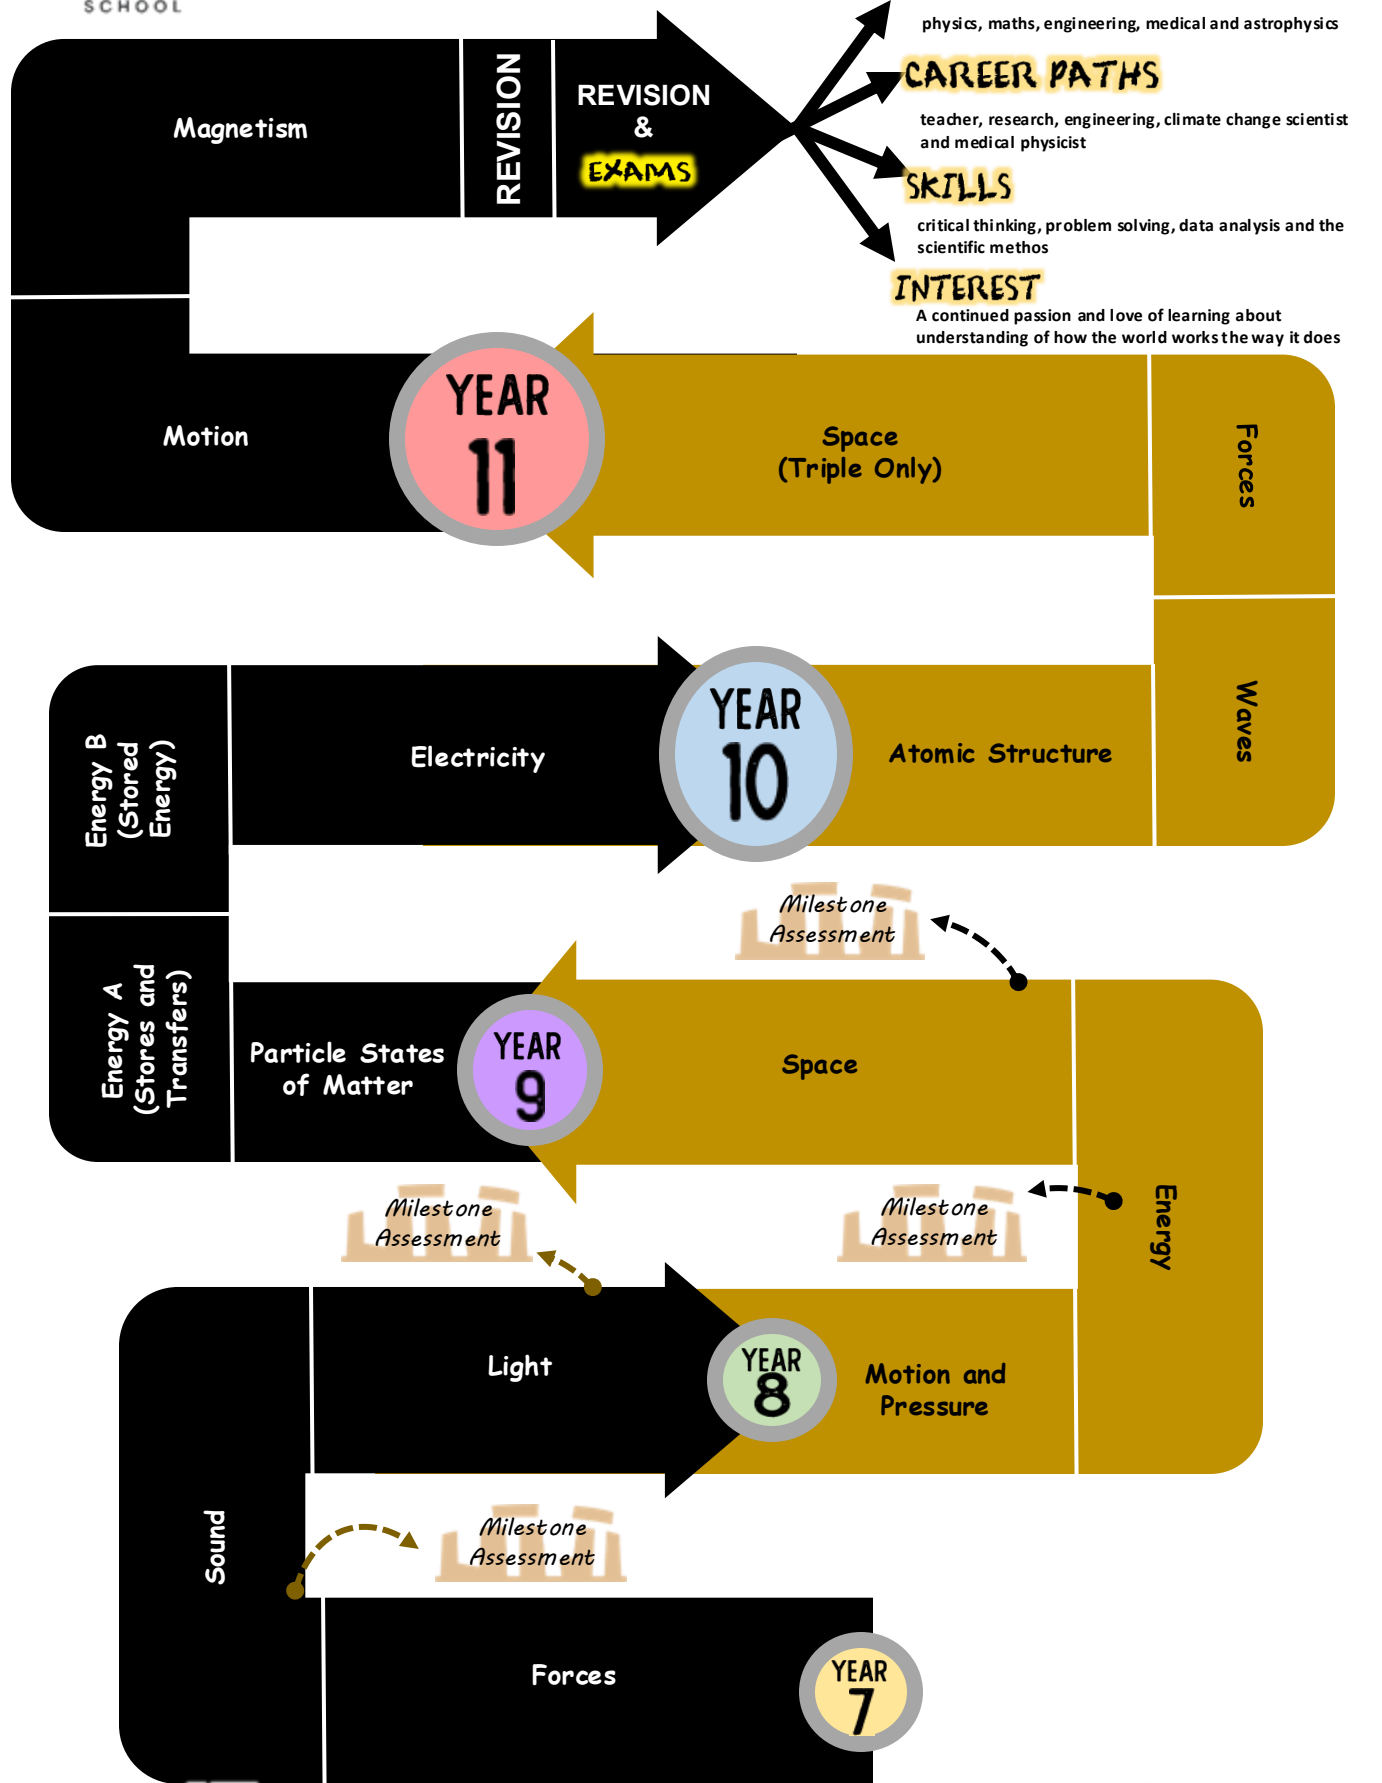 SCHOOL
physics, maths, engineering, medical and astrophysics
CAREER PATHS
teacher, research, engineering, climate change scientist
and medical physicist
SKILLS
critical thinking, problem solving, data analysis and the
scientific methos
INTEREST
A continued passion and love of learning about
understanding of how the world works the way it does
Magnetism
REVISION
REVISION
&
EXAMS
Motion
YEAR
11
Space
(Triple Only)
Forces
Energy B
(Stored
Energy)
Electricity
YEAR
10
Atomic Structure
Waves
Milestone
Assessment
Energy A
(Stores and
Transfers)
Particle States
of Matter
YEAR
9
Space
Energy
Milestone
Assessment
Milestone
Assessment
Light
YEAR
8
Motion and
Pressure
Sound
Milestone
Assessment
Forces
YEAR
7